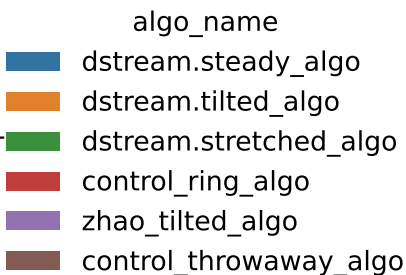 algo_name
dstream.steady_algo
dstream.tilted_algo
dstream.stretched_algo
control_ring_algo
zhao_tilted_algo
control_throwaway_algo